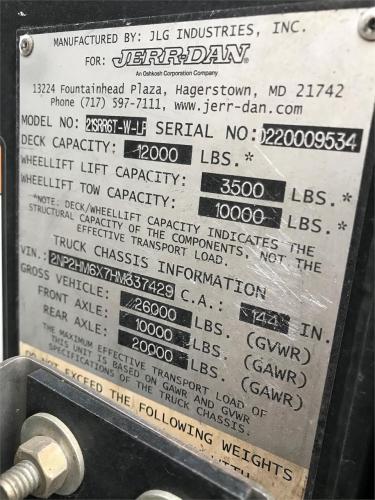 MANUFACTURED BY: JLG INDUSTRIES, INC.
FOR: JERR-DAN®
An Oshkosh Corporation Company
13224 Fountainhead Plaza, Hagerstown, MD 21742
Phone (717) 597-7111, www.jerr-dan.com
MODEL NO: 21SRR6T-W-LP SERIAL NO: 0220009534
DECK CAPACITY: 12000 LBS.*
WHEELLIFT LIFT CAPACITY: 3500 LBS.*
WHEELLIFT TOW CAPACITY: 10000 LBS.*
*NOTE: DECK/WHEELLIFT CAPACITY INDICATES THE
STRUCTURAL CAPACITY OF THE COMPONENTS, NOT THE
EFFECTIVE TRANSPORT LOAD.
TRUCK CHASSIS INFORMATION
VIN.: 2NP2HM6X7HM337429 C.A.: 144 IN.
GROSS VEHICLE: 26000 LBS. (GVWR)
FRONT AXLE: 10000 LBS. (GAWR)
REAR AXLE: 20000 LBS. (GAWR)
THE MAXIMUM EFFECTIVE TRANSPORT LOAD OF
THIS UNIT IS BASED ON GAWR AND GVWR
SPECIFICATIONS OF THE TRUCK CHASSIS.
DO NOT EXCEED THE FOLLOWING WEIGHTS
WITH